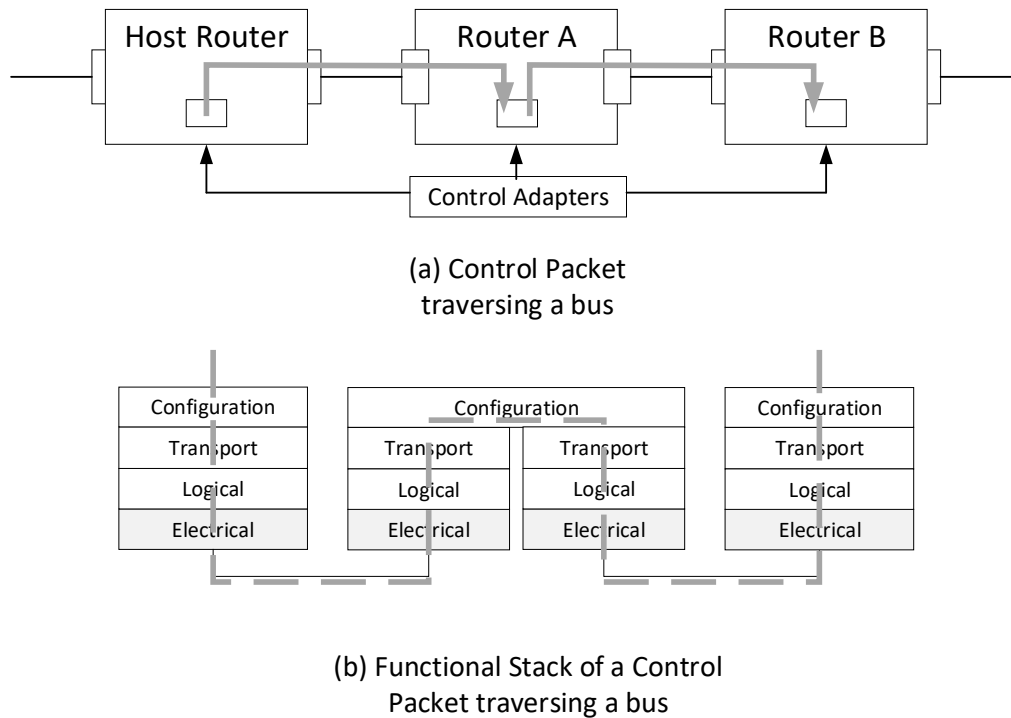 Host Router
Router A
Router B
Control Adapters
(a) Control Packet
traversing a bus
Configuration
Configuration
Configuration
Transport
Transport
Transport
Transport
Logical
Logical
Logical
Logical
Electrical
Electrical
Electrical
Electrical
(b) Functional Stack of a Control
Packet traversing a bus